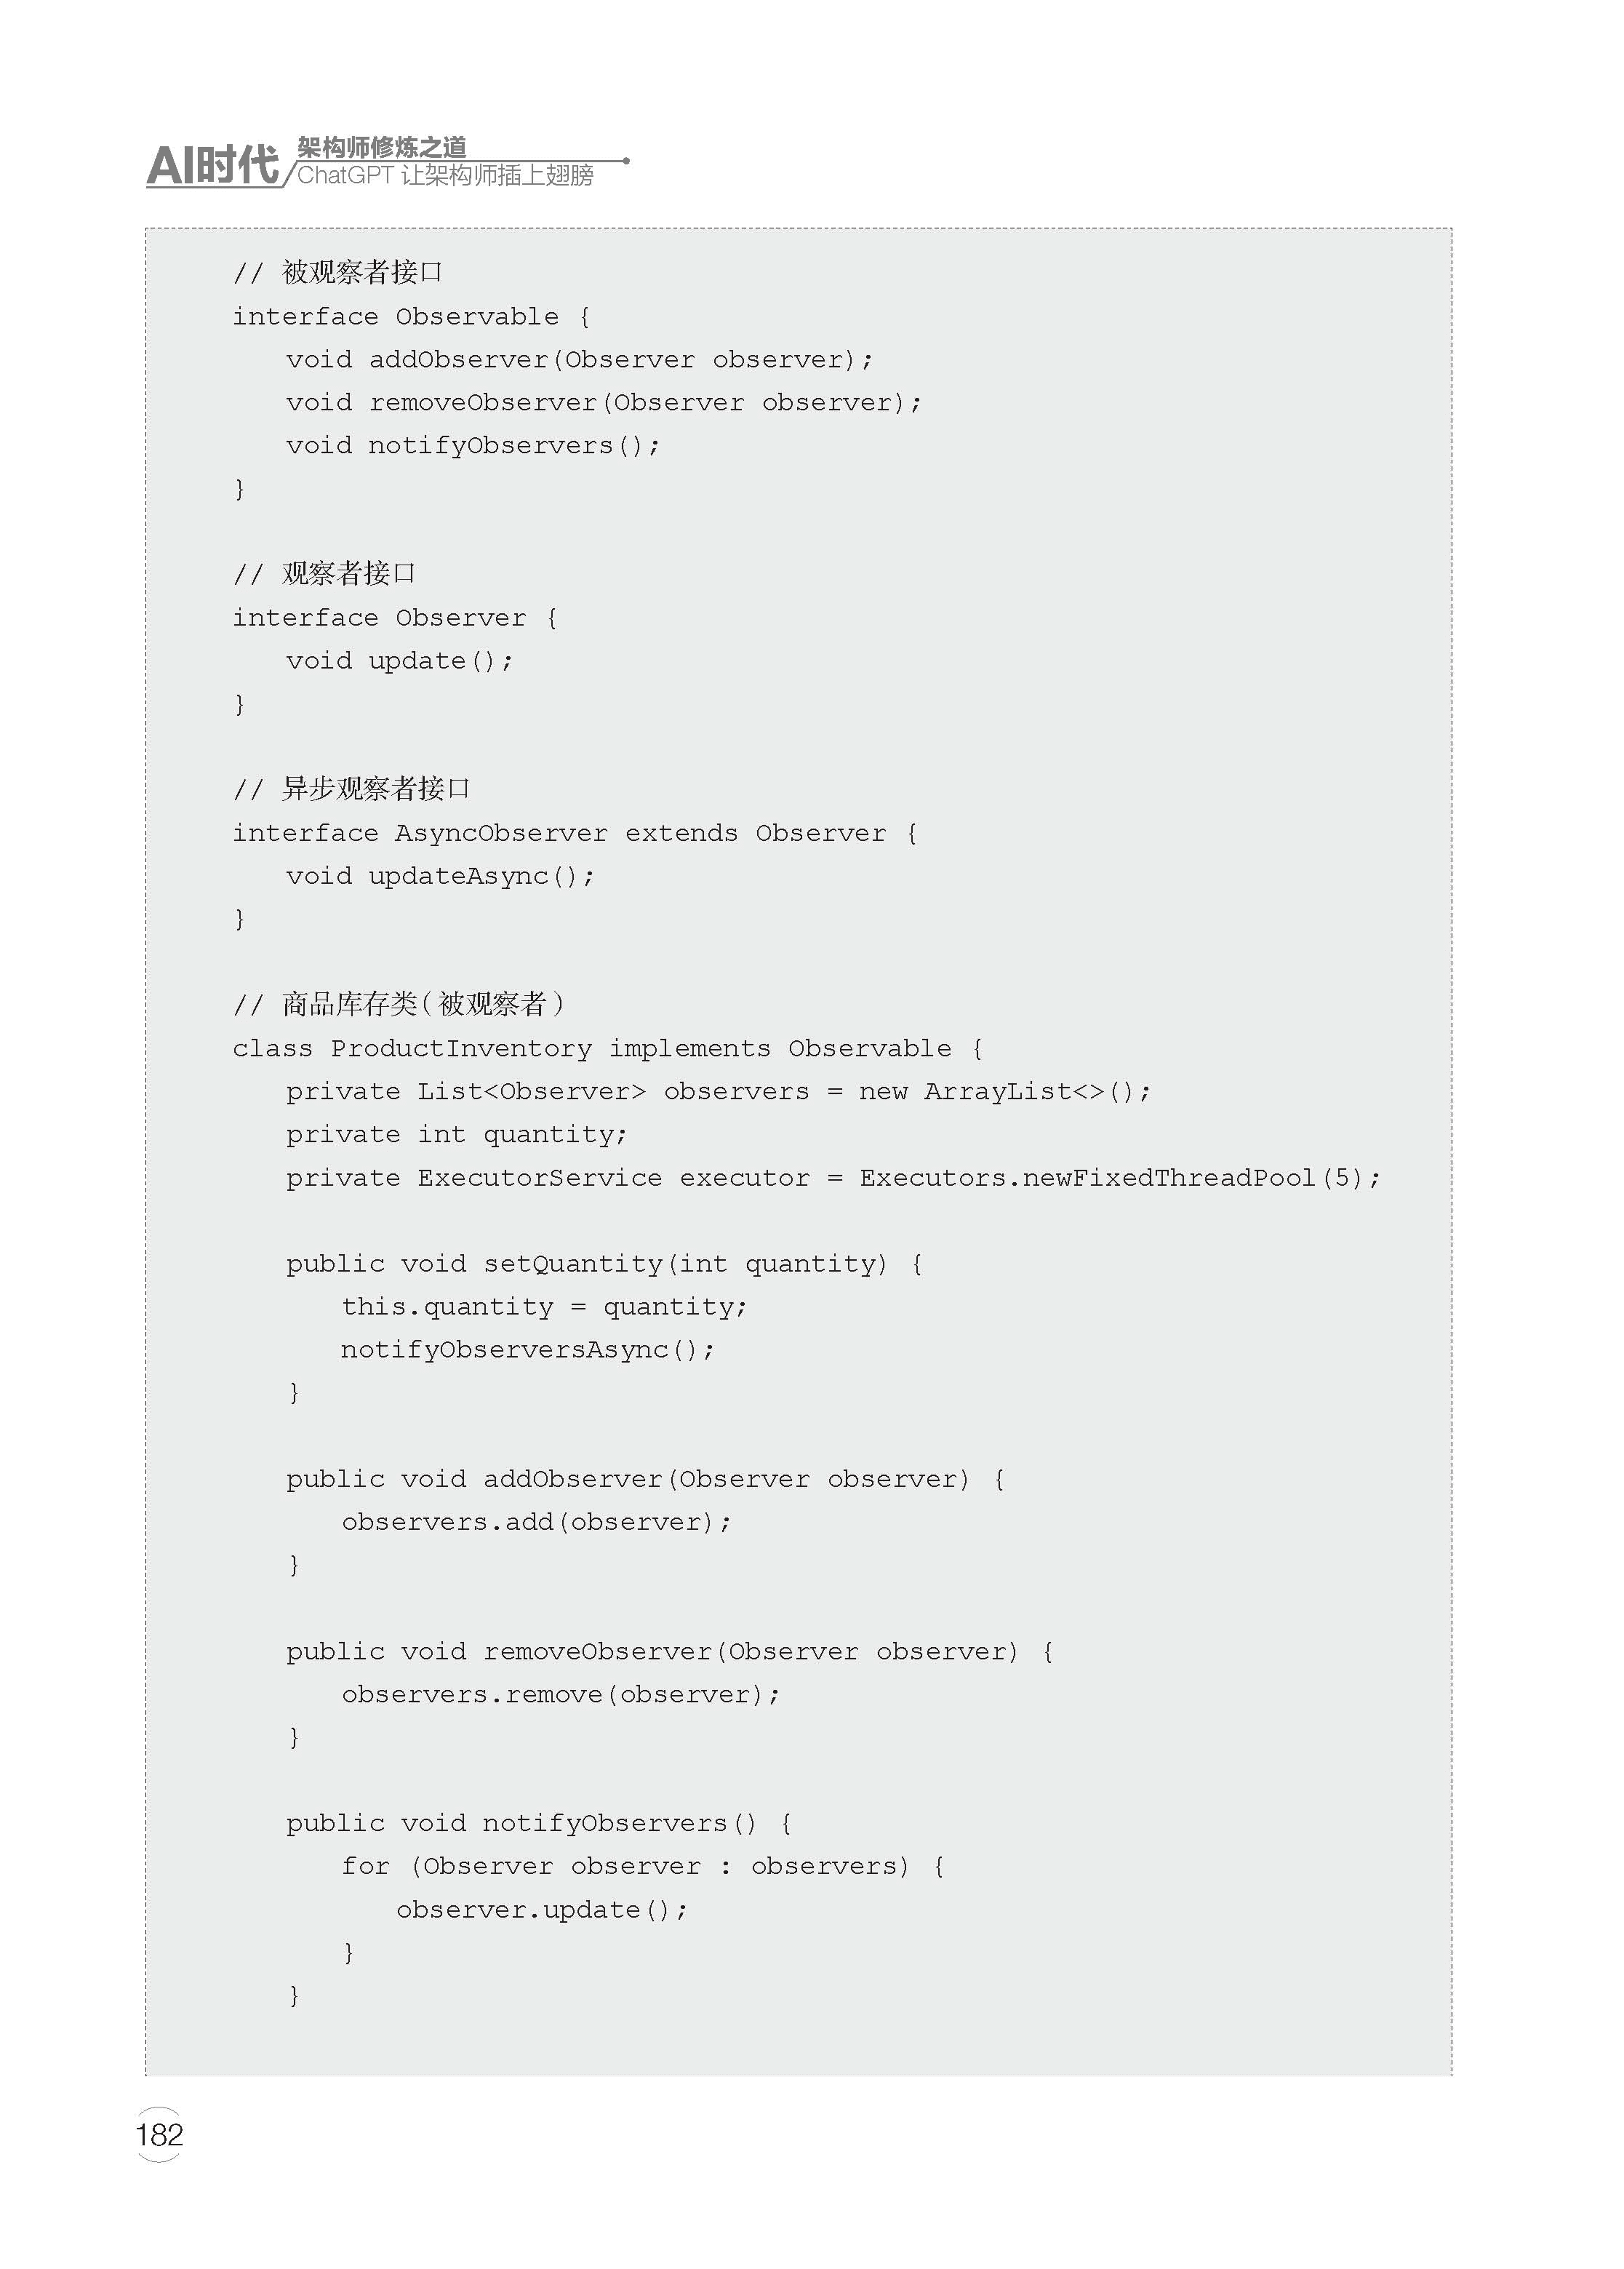 AI时代
架构师修炼之道
ChatGPT 让架构师插上翅膀
// 被观察者接口
interface Observable {
    void addObserver(Observer observer);
    void removeObserver(Observer observer);
    void notifyObservers();
}
// 观察者接口
interface Observer {
    void update();
}
// 异步观察者接口
interface AsyncObserver extends Observer {
    void updateAsync();
}
// 商品库存类（被观察者）
class ProductInventory implements Observable {
    private List<Observer> observers = new ArrayList<>();
    private int quantity;
    private ExecutorService executor = Executors.newFixedThreadPool(5);
    public void setQuantity(int quantity) {
        this.quantity = quantity;
        notifyObserversAsync();
    }
    public void addObserver(Observer observer) {
        observers.add(observer);
    }
    public void removeObserver(Observer observer) {
        observers.remove(observer);
    }
    public void notifyObservers() {
        for (Observer observer : observers) {
            observer.update();
        }
    }
182